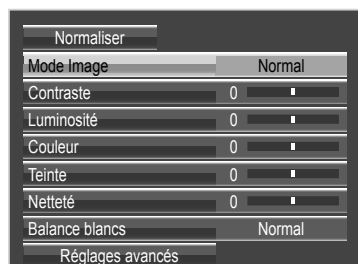 Normaliser
Mode Image Normal
Contraste 0
Luminosité 0
Couleur 0
Teinte 0
Netteté 0
Balance blancs Normal
Réglages avancés